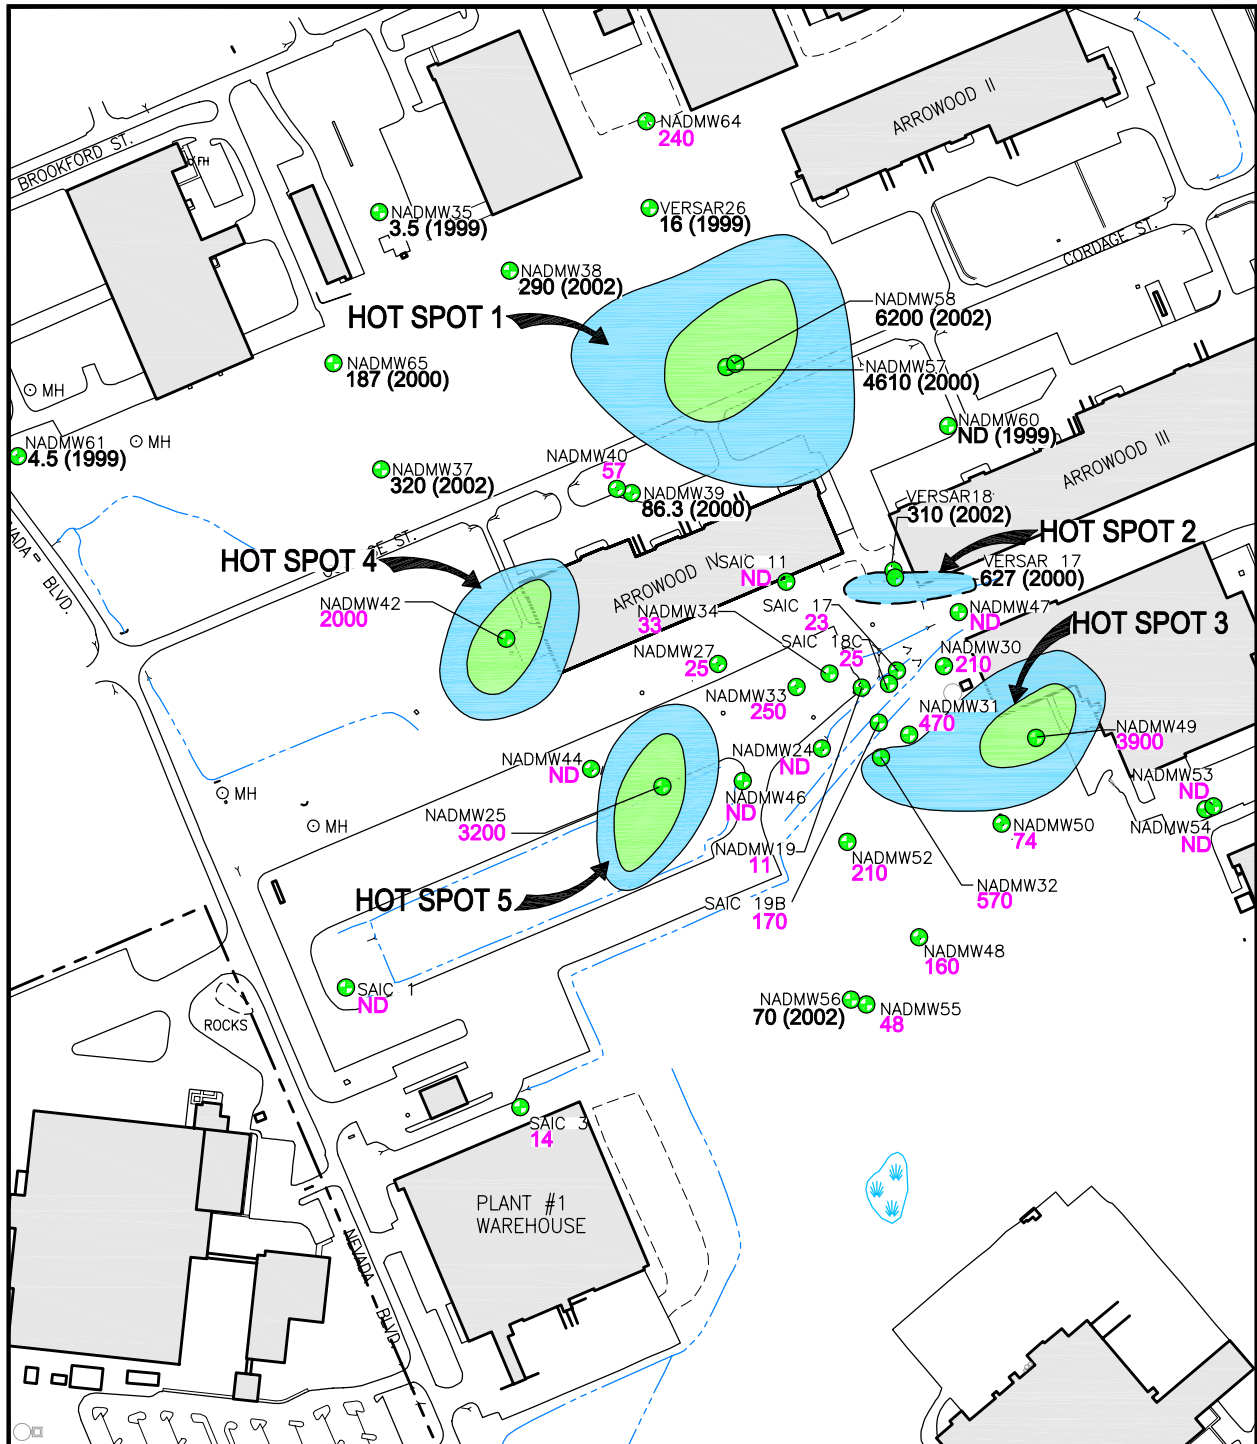 NADMW64
240
ARROWOOD II
BROOKFORD ST.
FH
NADMW35
3.5 (1999)
VERSAR26
16 (1999)
CORDAGE ST.
NADMW38
290 (2002)
HOT SPOT 1
NADMW58
6200 (2002)
NADMW65
187 (2000)
NADMW57
4610 (2000)
MH
NADMW61
4.5 (1999)
MH
NADMW60
ND (1999)
NADMW37
320 (2002)
NADMW40
57
NADMW39
86.3 (2000)
ARROWOOD III
VERSAR18
310 (2002)
HOT SPOT 2
VERSAR 17
627 (2000)
HOT SPOT 4
ARROWOOD IV
SAIC 11
ND
NADMW42
2000
NADMW34
33
SAIC 17
23
SAIC 18C
25
NADMW47
ND
HOT SPOT 3
NADMW27
25
NADMW30
210
NADMW33
250
NADMW31
470
NADMW49
3900
NADMW44
ND
NADMW24
ND
NADMW46
ND
NADMW53
ND
NADMW54
ND
MH
MH
NADMW25
3200
NADMW50
74
NADMW19
11
NADMW52
210
NADMW32
570
HOT SPOT 5
SAIC 19B
170
NADMW48
160
SAIC 1
ND
NADMW56
70 (2002)
NADMW55
48
ROCKS
SAIC 3
14
PLANT #1
WAREHOUSE
NEVADA BLVD.